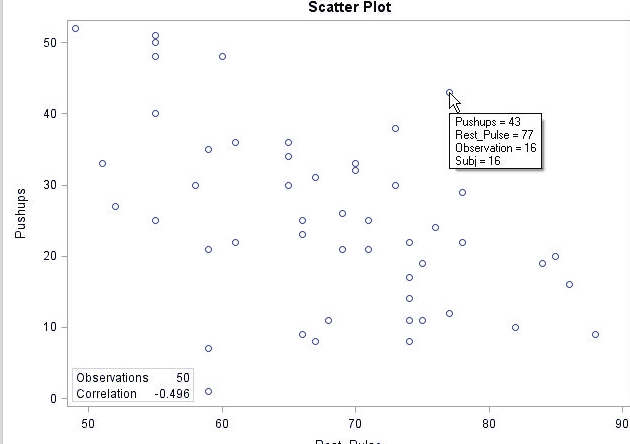 Scatter Plot
50
40
30
20
10
0
Pushups
Pushups = 43
Rest_Pulse = 77
Observation = 16
Subj = 16
Observations 50
Correlation -0.496
50 60 70 80 90
Rest_Pulse